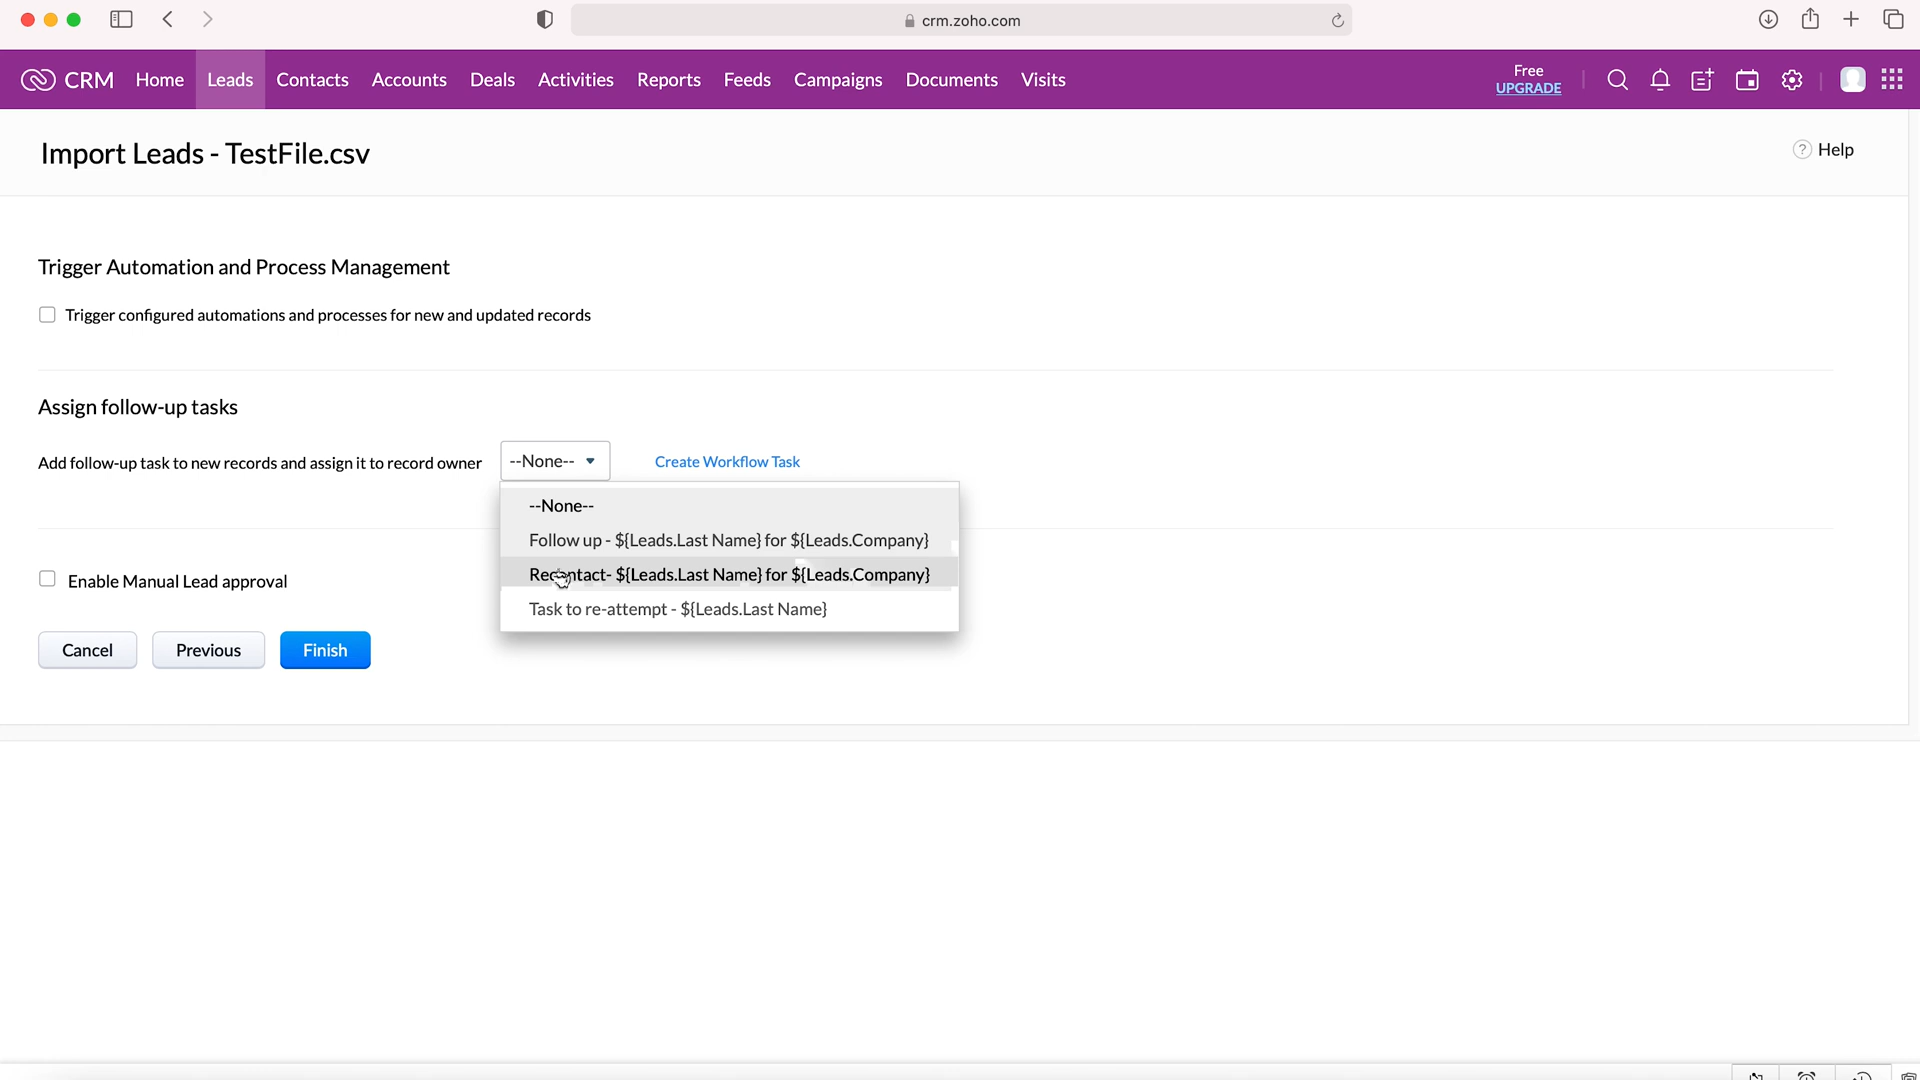 crm.zoho.com
CRM Home Leads Contacts Accounts Deals Activities Reports Feeds Campaigns Documents Visits
Free
UPGRADE
Import Leads - TestFile.csv
? Help
Trigger Automation and Process Management
Trigger configured automations and processes for new and updated records
Assign follow-up tasks
Add follow-up task to new records and assign it to record owner --None-- Create Workflow Task
--None--
Follow up - ${Leads.Last Name} for ${Leads.Company}
Recontact- ${Leads.Last Name} for ${Leads.Company}
Task to re-attempt - ${Leads.Last Name}
Enable Manual Lead approval
Cancel Previous Finish